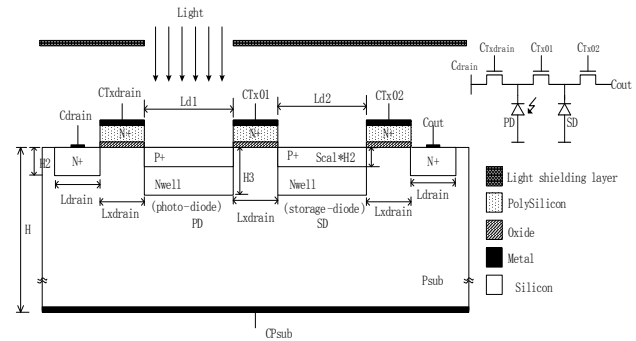 Light
CTxdrain
CTx01
CTx02
Cdrain
Cout
PD
SD
CTxdrain
Ld1
CTx01
Ld2
CTx02
Cdrain
Cout
N+
N+
N+
H2
N+
P+
H3
P+
Scal*H2
N+
Nwell
Nwell
Ldrain
Lxdrain
(photo-diode)
PD
Lxdrain
(storage-diode)
SD
Lxdrain
Ldrain
H
Psub
CPsub
Light shielding layer
PolySilicon
Oxide
Metal
Silicon